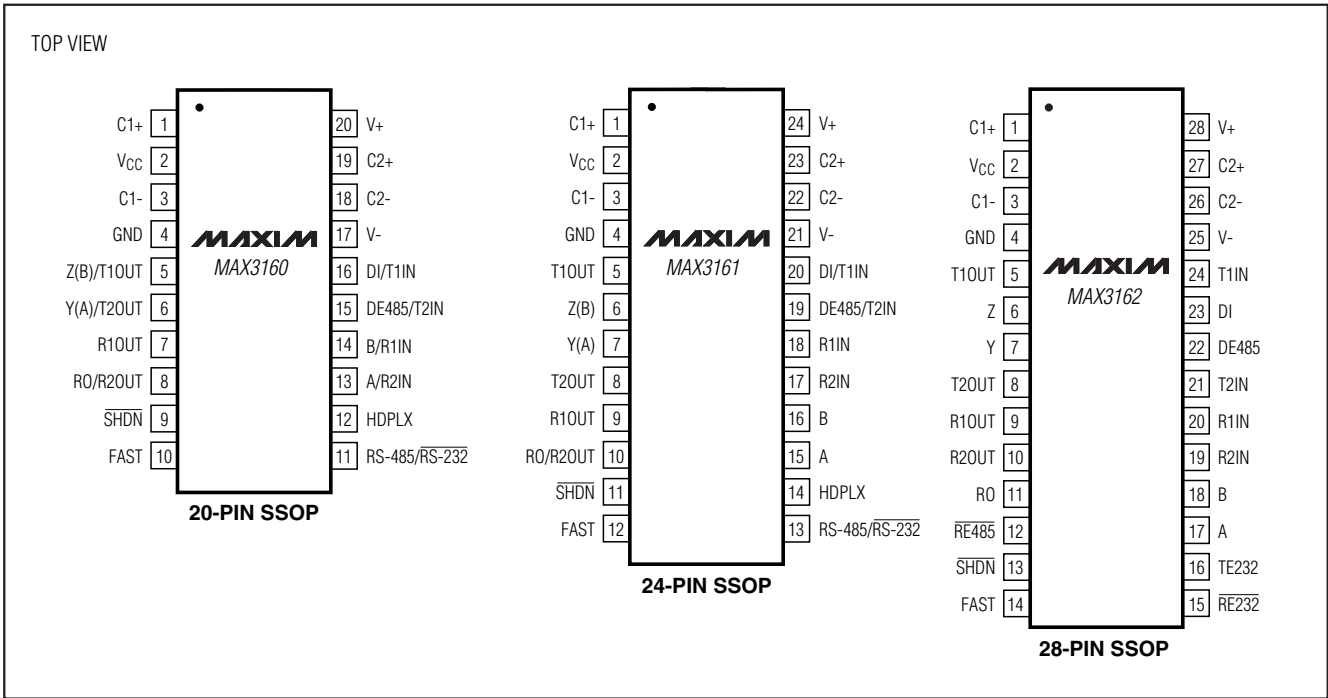 TOP VIEW
C1+ 1
VCC 2
C1- 3
GND 4
Z(B)/T1OUT 5
Y(A)/T2OUT 6
R1OUT 7
RO/R2OUT 8
SHDN 9
FAST 10
MAXIM
MAX3160
20 V+
19 C2+
18 C2-
17 V-
16 DI/T1IN
15 DE485/T2IN
14 B/R1IN
13 A/R2IN
12 HDPLX
11 RS-485/RS-232
20-PIN SSOP
C1+ 1
VCC 2
C1- 3
GND 4
T1OUT 5
Z(B) 6
Y(A) 7
T2OUT 8
R1OUT 9
RO/R2OUT 10
SHDN 11
FAST 12
MAXIM
MAX3161
24 V+
23 C2+
22 C2-
21 V-
20 DI/T1IN
19 DE485/T2IN
18 R1IN
17 R2IN
16 B
15 A
14 HDPLX
13 RS-485/RS-232
24-PIN SSOP
C1+ 1
VCC 2
C1- 3
GND 4
T1OUT 5
Z 6
Y 7
T2OUT 8
R1OUT 9
R2OUT 10
RO 11
RE485 12
SHDN 13
FAST 14
MAXIM
MAX3162
28 V+
27 C2+
26 C2-
25 V-
24 T1IN
23 DI
22 DE485
21 T2IN
20 R1IN
19 R2IN
18 B
17 A
16 TE232
15 RE232
28-PIN SSOP